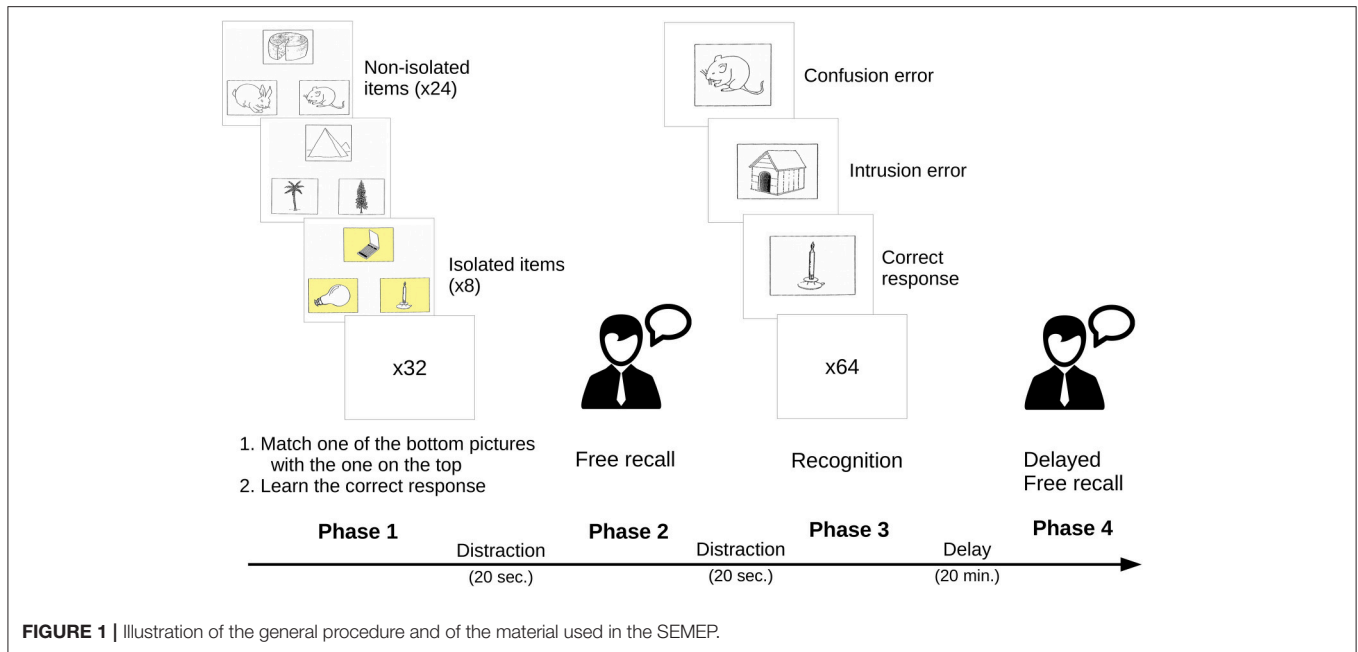 Non-isolated
items (x24)
Isolated items
(x8)
x32
1. Match one of the bottom pictures
with the one on the top
2. Learn the correct response
Free recall
Confusion error
Intrusion error
Correct
response
x64
Recognition
Delayed
Free recall
Phase 1
Distraction
(20 sec.)
Phase 2
Distraction
(20 sec.)
Phase 3
Delay
(20 min.)
Phase 4
FIGURE 1 | Illustration of the general procedure and of the material used in the SEMEP.